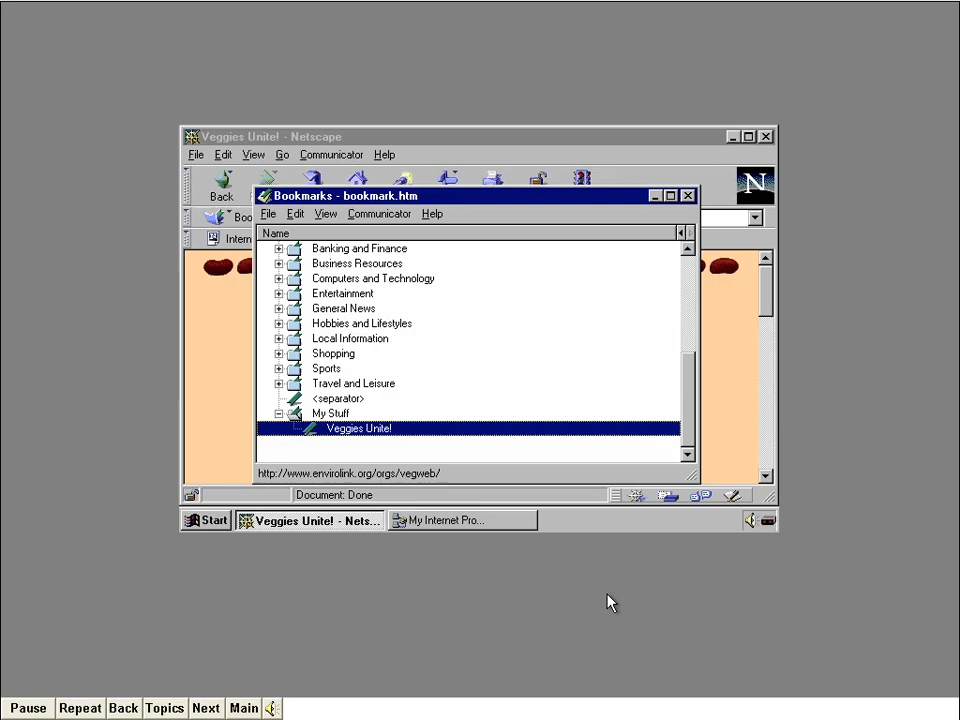 Veggies Unite! - Netscape
File Edit View Go Communicator Help
Back
N
Bookmarks - bookmark.htm
File Edit View Communicator Help
Boo
Intern
Name
Banking and Finance
Business Resources
Computers and Technology
Entertainment
General News
Hobbies and Lifestyles
Local Information
Shopping
Sports
Travel and Leisure
<separator>
My Stuff
Veggies Unite!
http://www.envirolink.org/orgs/vegweb/
Document: Done
Start Veggies Unite! - Nets... My Internet Pro...
Pause Repeat Back Topics Next Main